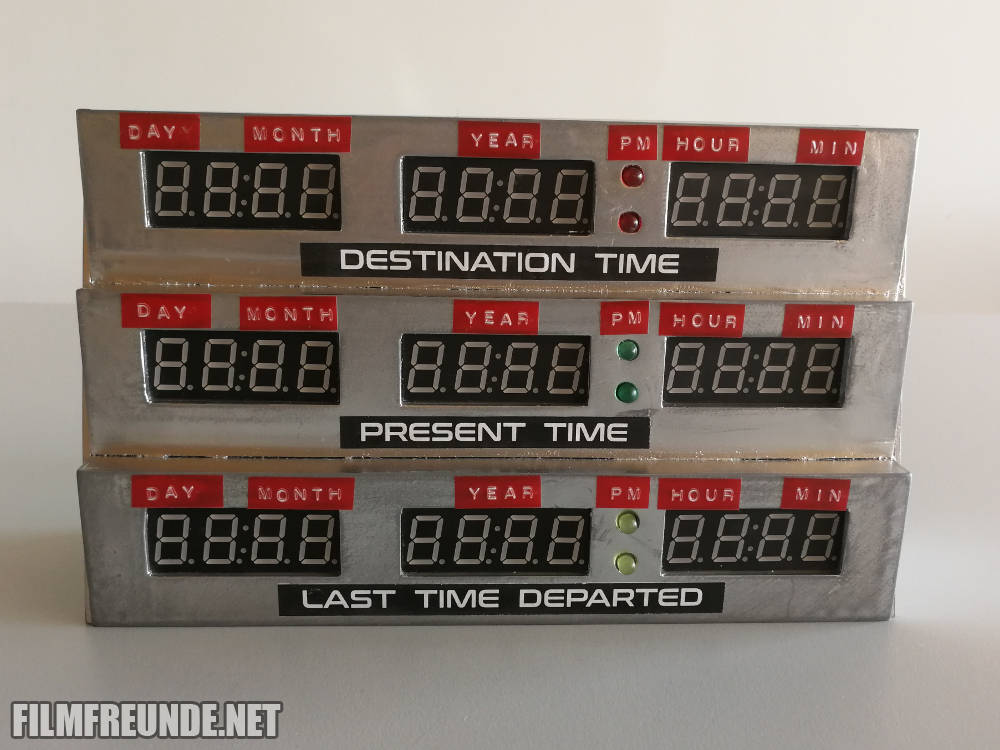 DAY MONTH YEAR PM HOUR MIN
DESTINATION TIME
DAY MONTH YEAR PM HOUR MIN
PRESENT TIME
DAY MONTH YEAR PM HOUR MIN
LAST TIME DEPARTED
FILMFREUNDE.NET